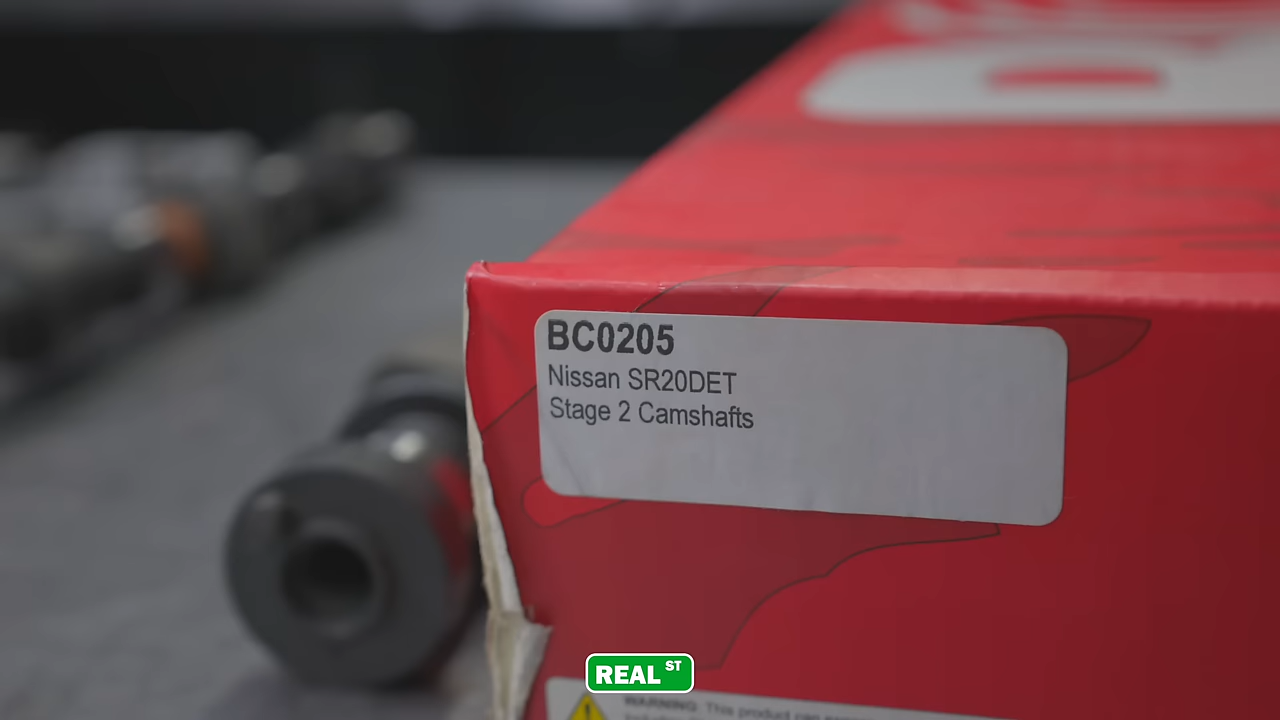 BC0205
Nissan SR20DET
Stage 2 Camshafts
REAL ST
WARNING: This product can